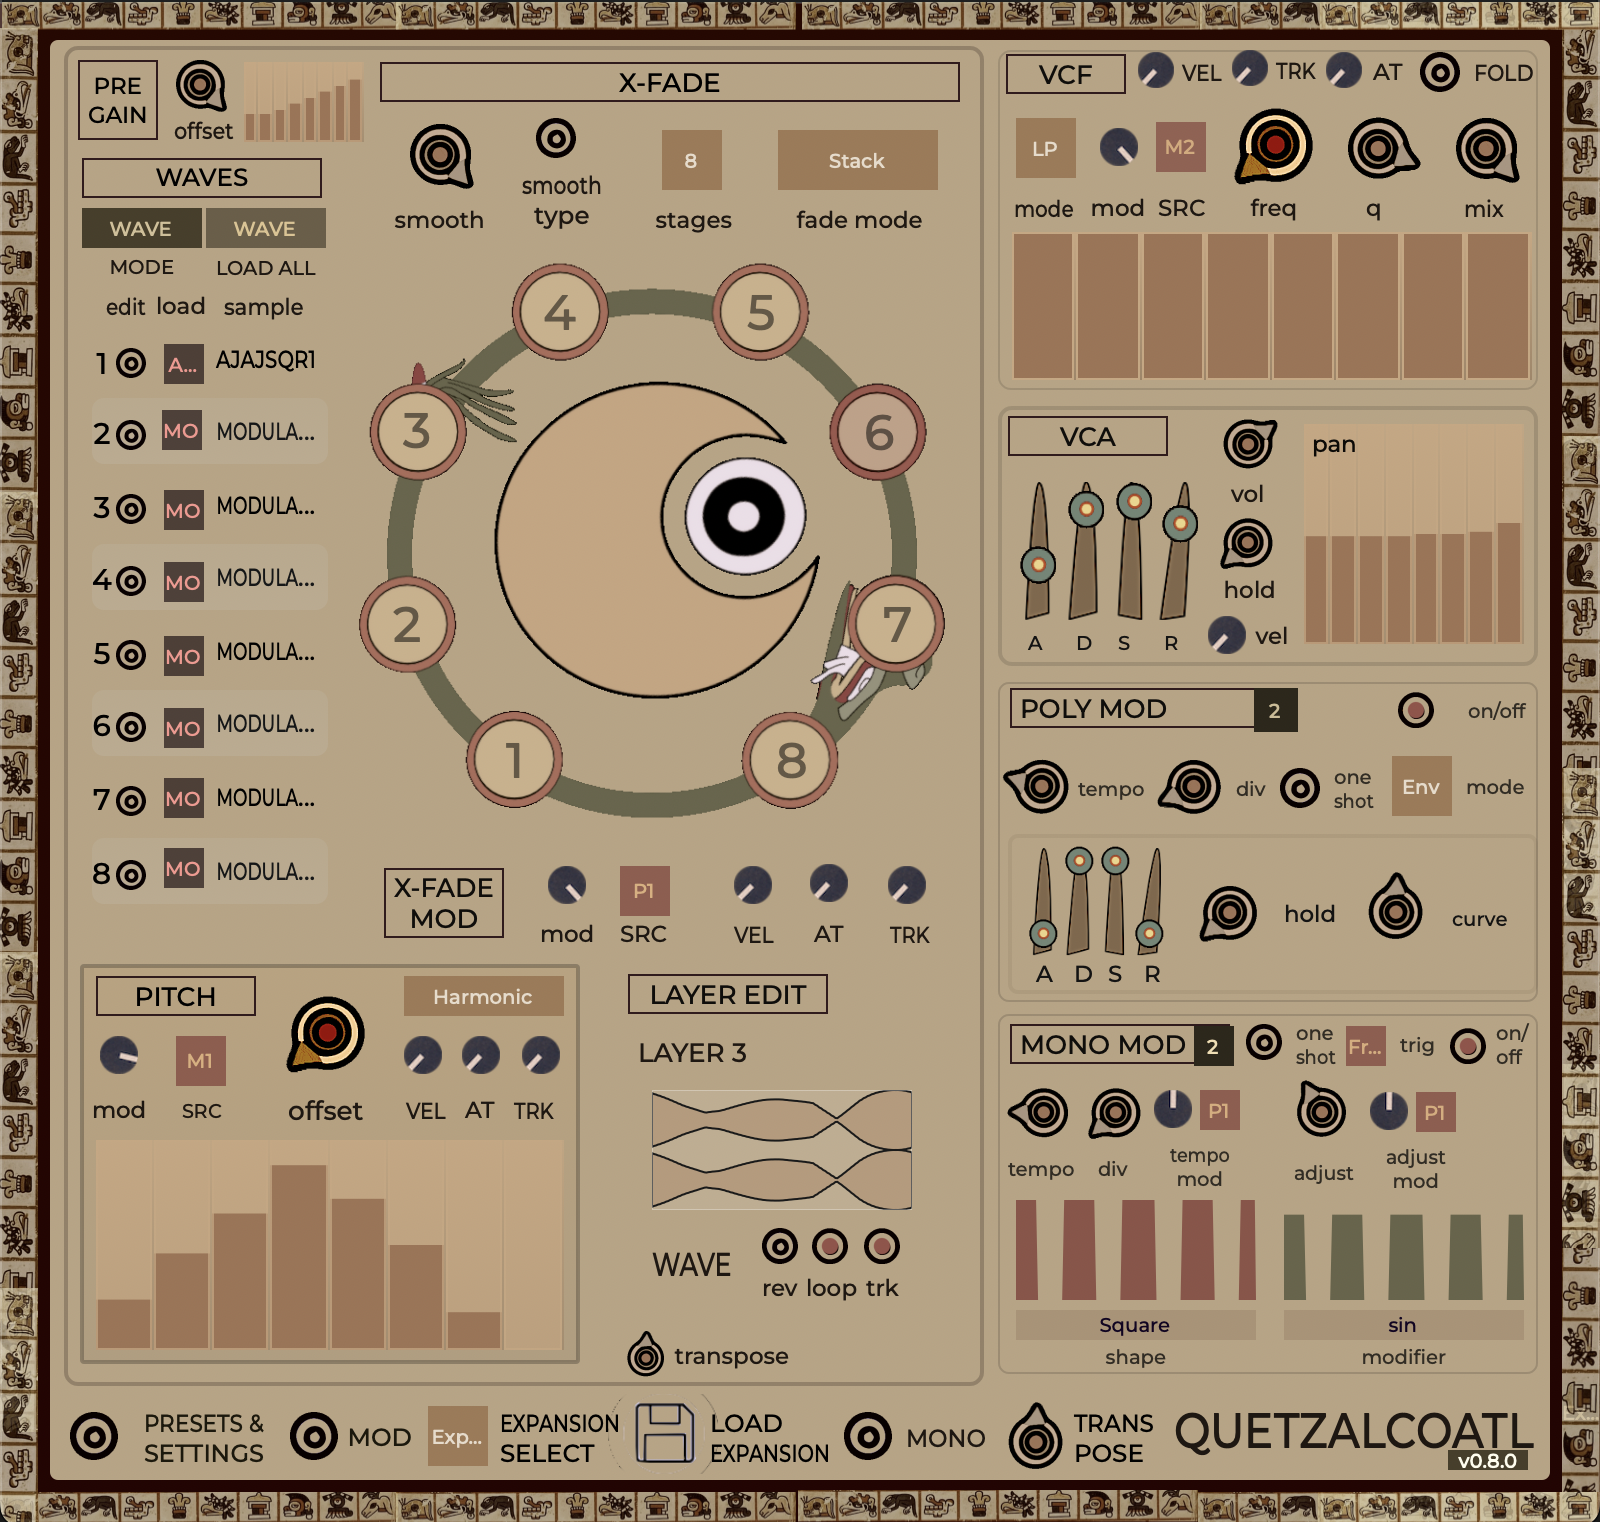 PRE
GAIN
offset
X-FADE
WAVES
WAVE
WAVE
MODE
LOAD ALL
edit load sample
1 A... AJAJSQR1
2 MO MODULA...
3 MO MODULA...
4 MO MODULA...
5 MO MODULA...
6 MO MODULA...
7 MO MODULA...
8 MO MODULA...
smooth
smooth
type
8
stages
Stack
fade mode
4
5
3
6
2
7
1
8
X-FADE
MOD
mod
P1
SRC
VEL
AT
TRK
PITCH
Harmonic
mod
M1
SRC
offset
VEL
AT
TRK
LAYER EDIT
LAYER 3
WAVE
rev loop trk
transpose
VCF
VEL
TRK
AT
FOLD
LP
M2
mode mod SRC freq q mix
VCA
vol
hold
vel
A D S R
pan
POLY MOD
2
on/off
tempo
div
one
shot
Env
mode
A D S R
hold
curve
MONO MOD
2
one
shot
Fr...
trig
on/
off
P1
P1
tempo
div
tempo
mod
adjust
adjust
mod
Square
sin
shape
modifier
PRESETS &
SETTINGS
MOD
Exp...
EXPANSION
SELECT
LOAD
EXPANSION
MONO
TRANS
POSE
QUETZALCOATL
v0.8.0